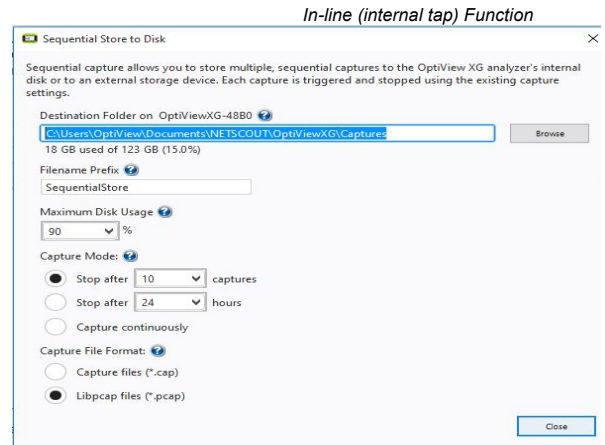 In-line (internal tap) Function
Sequential Store to Disk
Sequential capture allows you to store multiple, sequential captures to the OptiView XG analyzer's internal
disk or to an external storage device. Each capture is triggered and stopped using the existing capture
settings.
Destination Folder on OptiViewXG-48B0
C:\Users\OptiView\Documents\NETSCOUT\OptiViewXG\Captures
Browse
18 GB used of 123 GB (15.0%)
Filename Prefix
SequentialStore
Maximum Disk Usage
90 %
Capture Mode:
Stop after 10 captures
Stop after 24 hours
Capture continuously
Capture File Format:
Capture files (*.cap)
Libpcap files (*.pcap)
Close